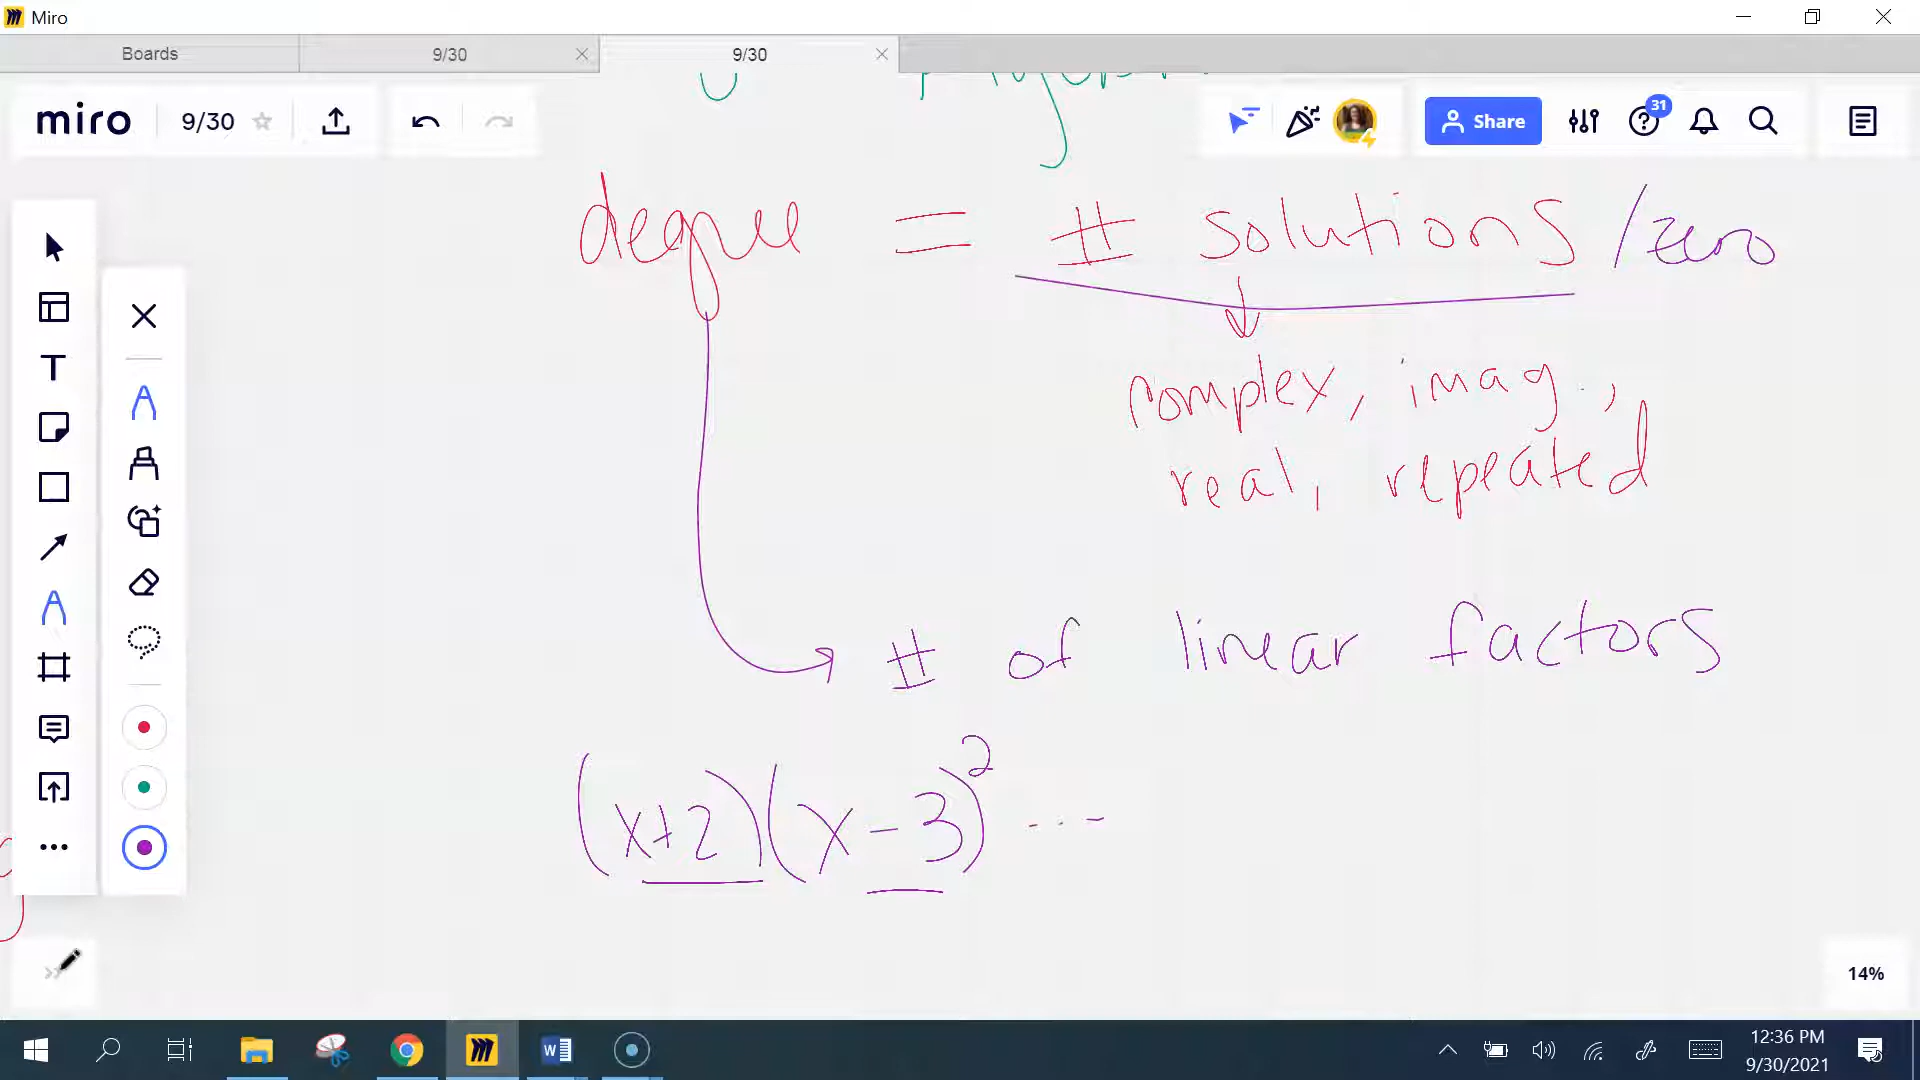 Miro
Boards 9/30 9/30
miro 9/30 Share 31
degree = # solutions /zero
complex, imag.,
real, repeated
# of linear factors
(x+2)(x-3)² ...
14%
12:36 PM
9/30/2021